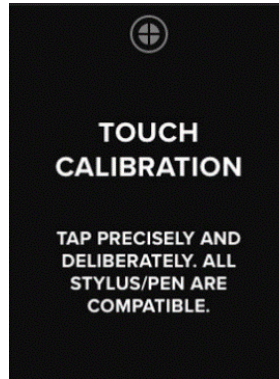 TOUCH
CALIBRATION
TAP PRECISELY AND
DELIBERATELY. ALL
STYLUS/PEN ARE
COMPATIBLE.